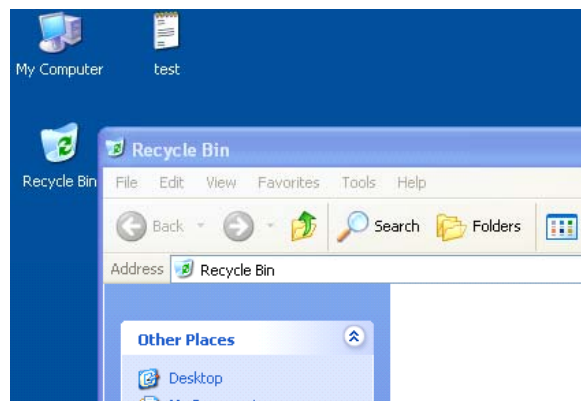 My Computer
test
Recycle Bin
Recycle Bin
File Edit View Favorites Tools Help
Back Search Folders
Address Recycle Bin
Other Places
Desktop